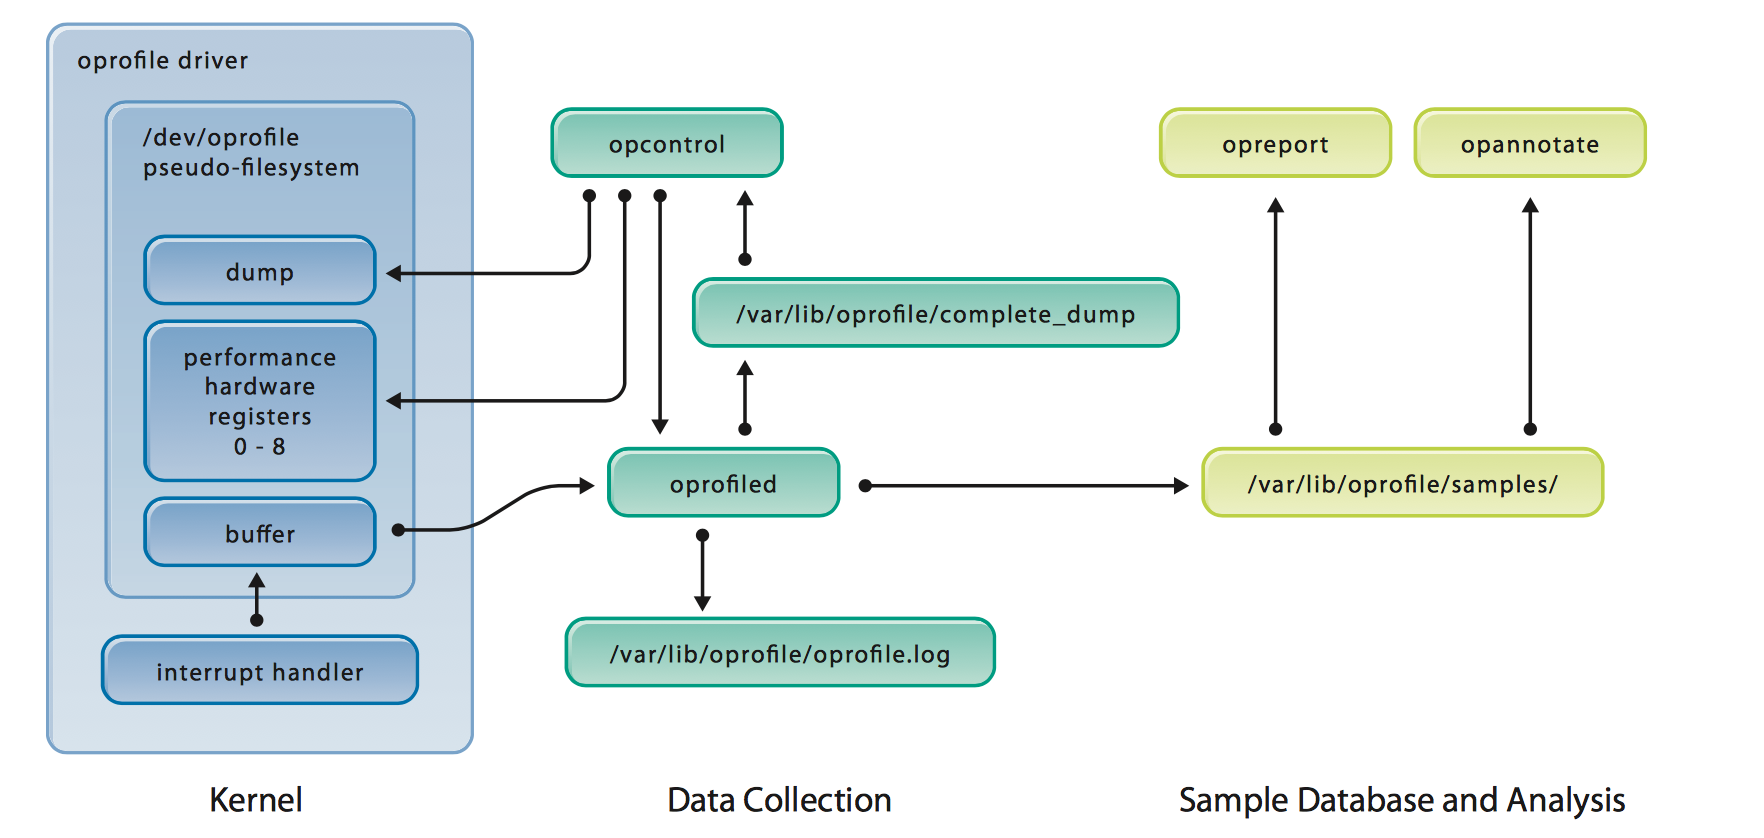 oprofile driver
/dev/oprofile
pseudo-filesystem
dump
performance
hardware
registers
0 - 8
buffer
interrupt handler
Kernel
opcontrol
/var/lib/oprofile/complete_dump
oprofiled
/var/lib/oprofile/oprofile.log
Data Collection
opreport
opannotate
/var/lib/oprofile/samples/
Sample Database and Analysis